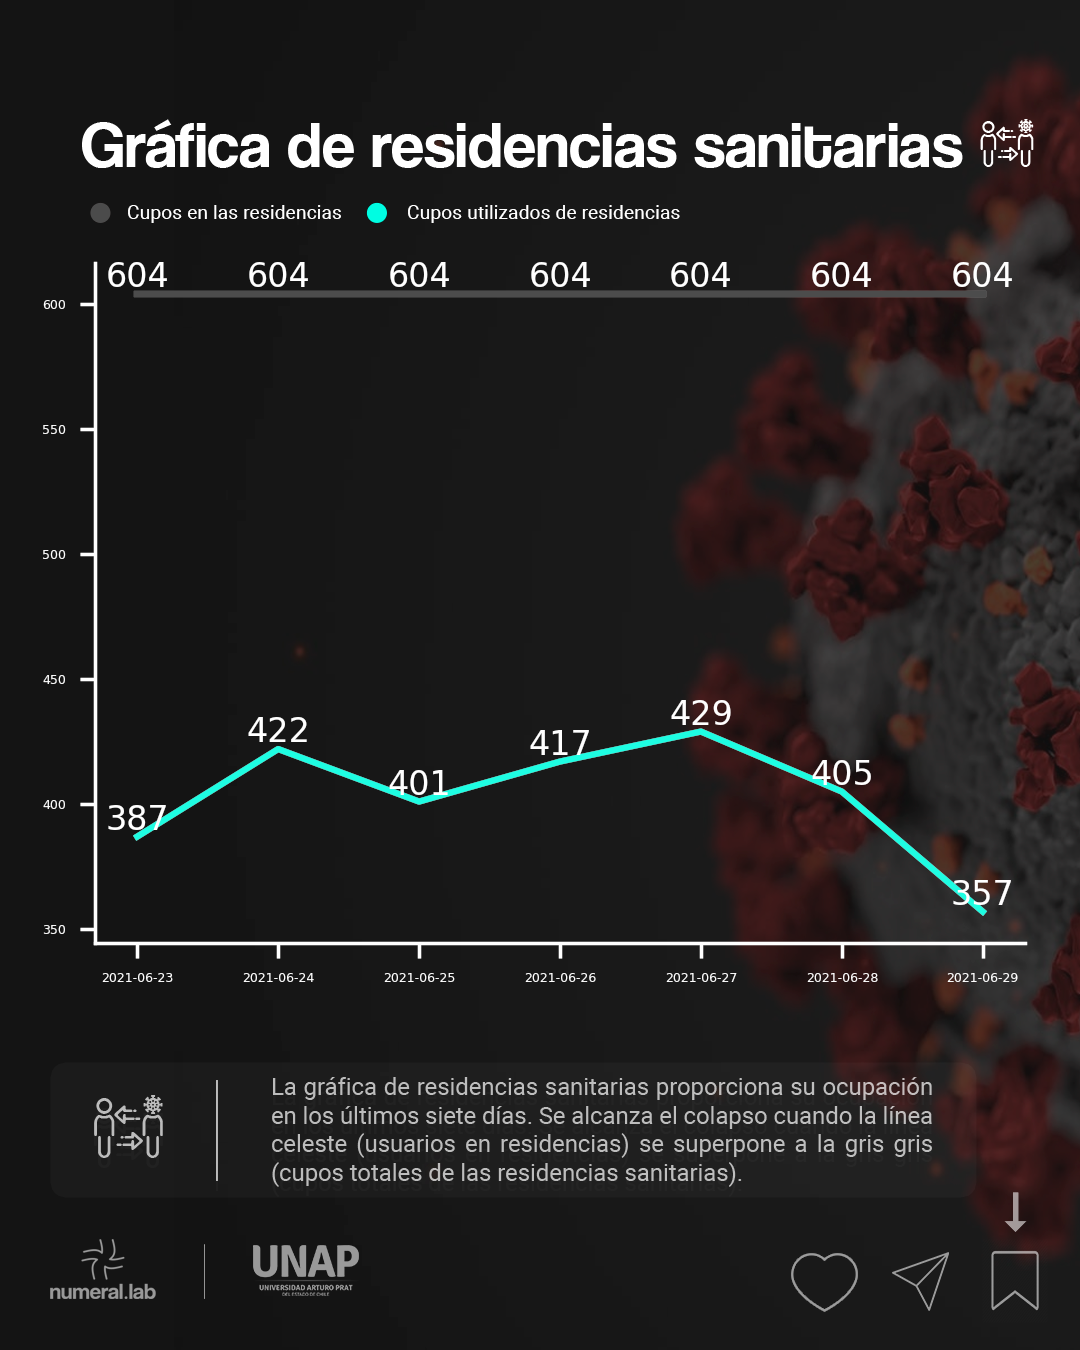 Gráfica de residencias sanitarias
Cupos en las residencias Cupos utilizados de residencias
604 604 604 604 604 604 604
600
550
500
450
400
350
387 422 401 417 429 405 357
2021-06-23 2021-06-24 2021-06-25 2021-06-26 2021-06-27 2021-06-28 2021-06-29
La gráfica de residencias sanitarias proporciona su ocupación
en los últimos siete días. Se alcanza el colapso cuando la línea
celeste (usuarios en residencias) se superpone a la gris gris
(cupos totales de las residencias sanitarias).
numeral.lab
UNAP
UNIVERSIDAD ARTURO PRAT
DEL ESTADO DE CHILE